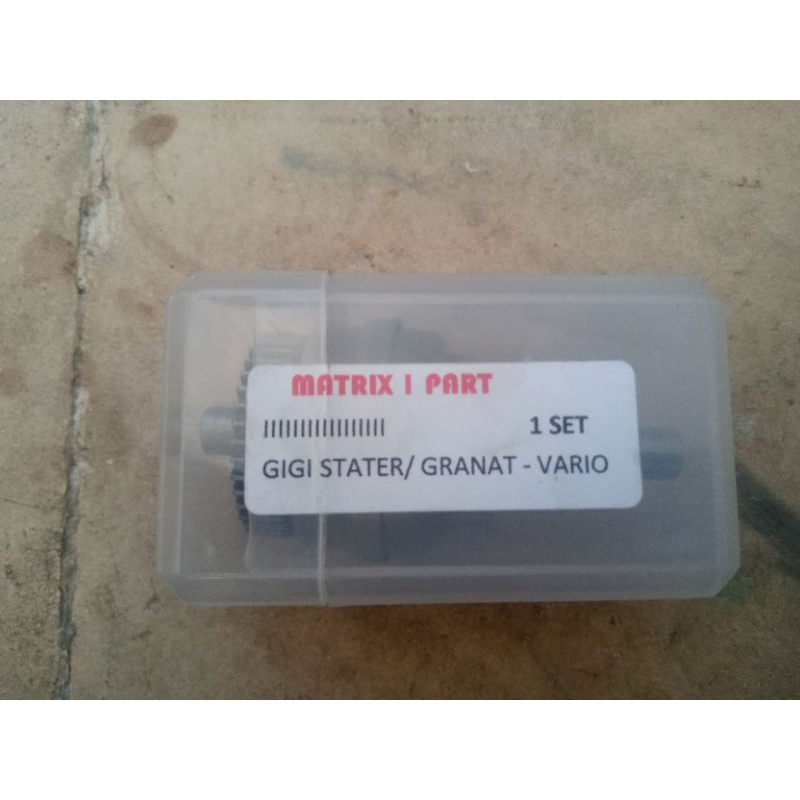 MATRIX I PART
1 SET
GIGI STATER/ GRANAT - VARIO